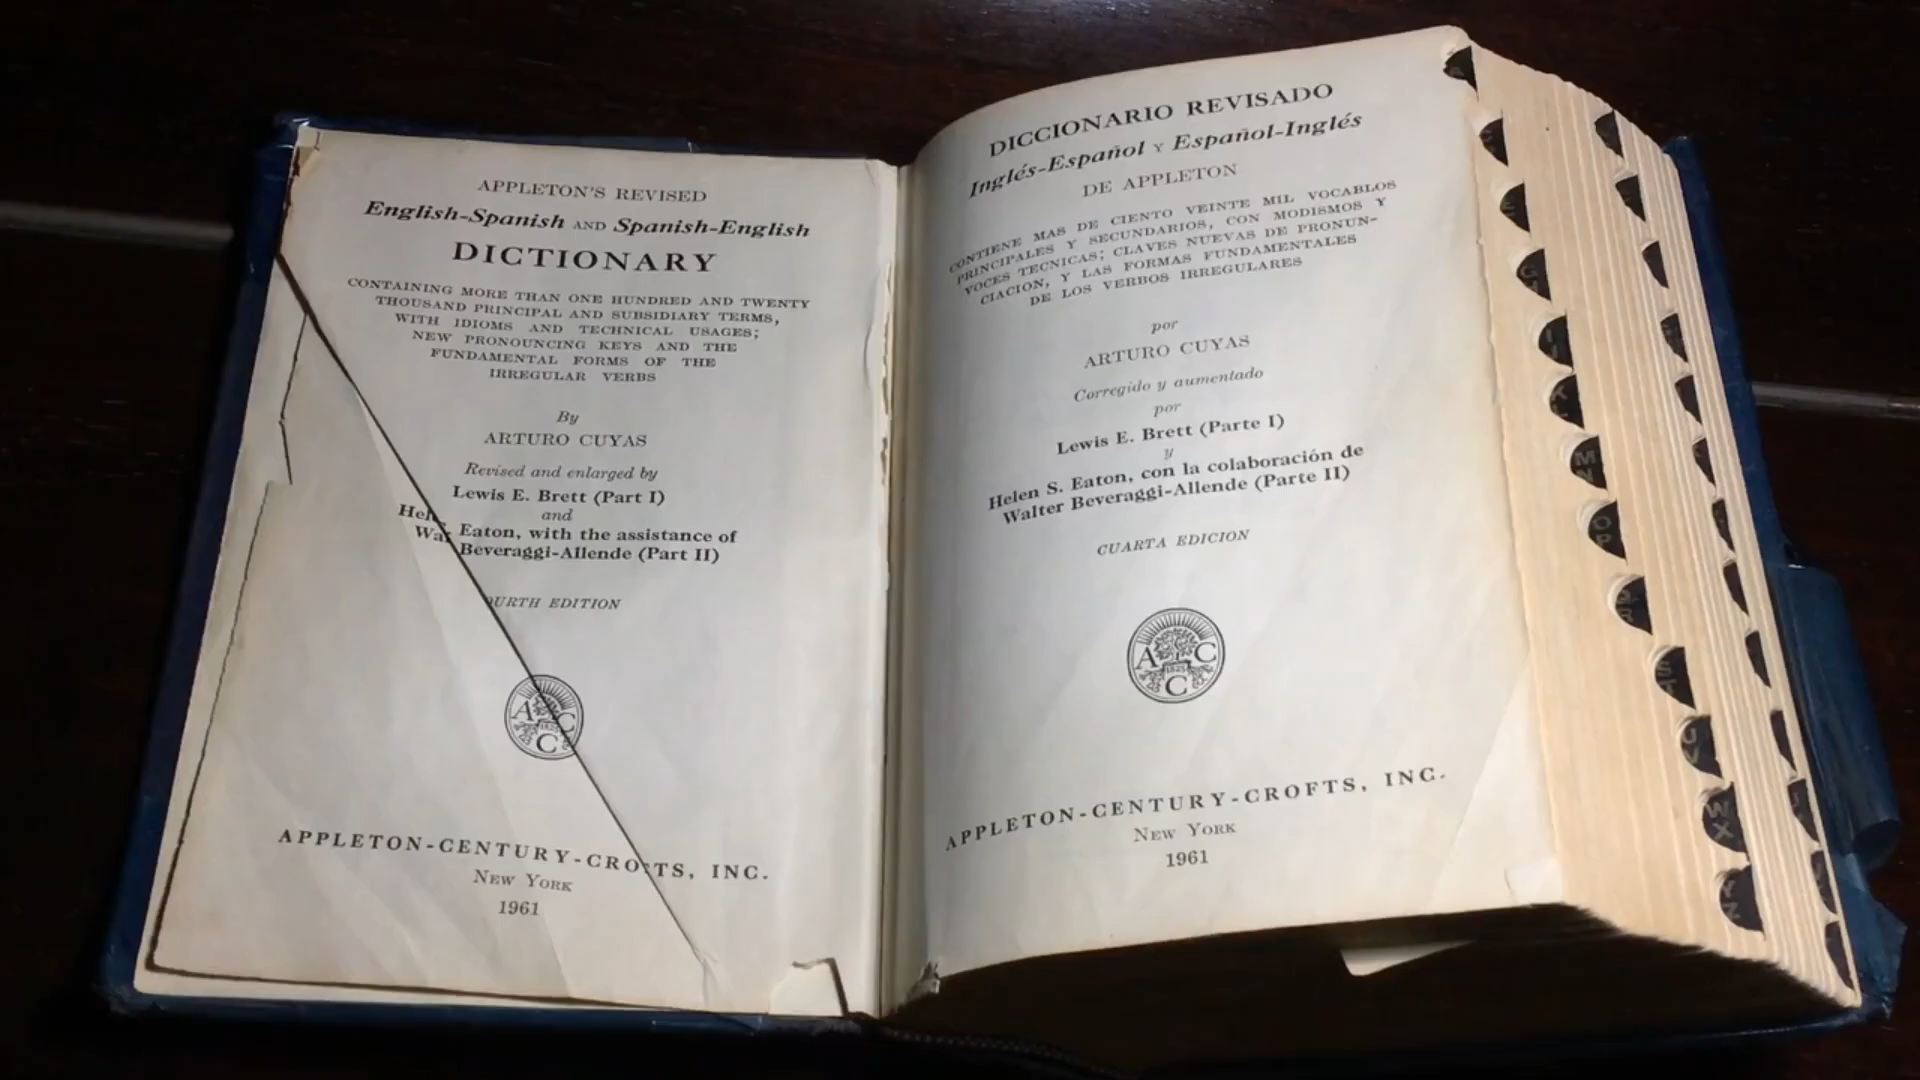 APPLETON'S REVISED
English-Spanish AND Spanish-English
DICTIONARY
CONTAINING MORE THAN ONE HUNDRED AND TWENTY
THOUSAND PRINCIPAL AND SUBSIDIARY TERMS,
WITH IDIOMS AND TECHNICAL USAGES;
NEW PRONOUNCING KEYS AND THE
FUNDAMENTAL FORMS OF THE
IRREGULAR VERBS
By
ARTURO CUYAS
Revised and enlarged by
Lewis E. Brett (Part I)
and
Eaton, with the assistance of
Beveraggi-Allende (Part II)
EDITION
A C
1825
C
APPLETON-CENTURY-CROFTS, INC.
NEW YORK
1961
DICCIONARIO REVISADO
Inglés-Español Y Español-Inglés
DE APPLETON
CONTIENE MAS DE CIENTO VEINTE MIL VOCABLOS
PRINCIPALES Y SECUNDARIOS, CON MODISMOS Y
VOCES TECNICAS; CLAVES NUEVAS DE PRONUN-
CIACION, Y LAS FORMAS FUNDAMENTALES
DE LOS VERBOS IRREGULARES
por
ARTURO CUYAS
Corregido y aumentado
por
Lewis E. Brett (Parte I)
y
Helen S. Eaton, con la colaboración de
Walter Beveraggi-Allende (Parte II)
CUARTA EDICION
A C
1825
C
APPLETON-CENTURY-CROFTS, INC.
NEW YORK
1961
A
C
E
G
I
K
L
M
N
O
P
R
S
T
U
V
W
X
Y
Z